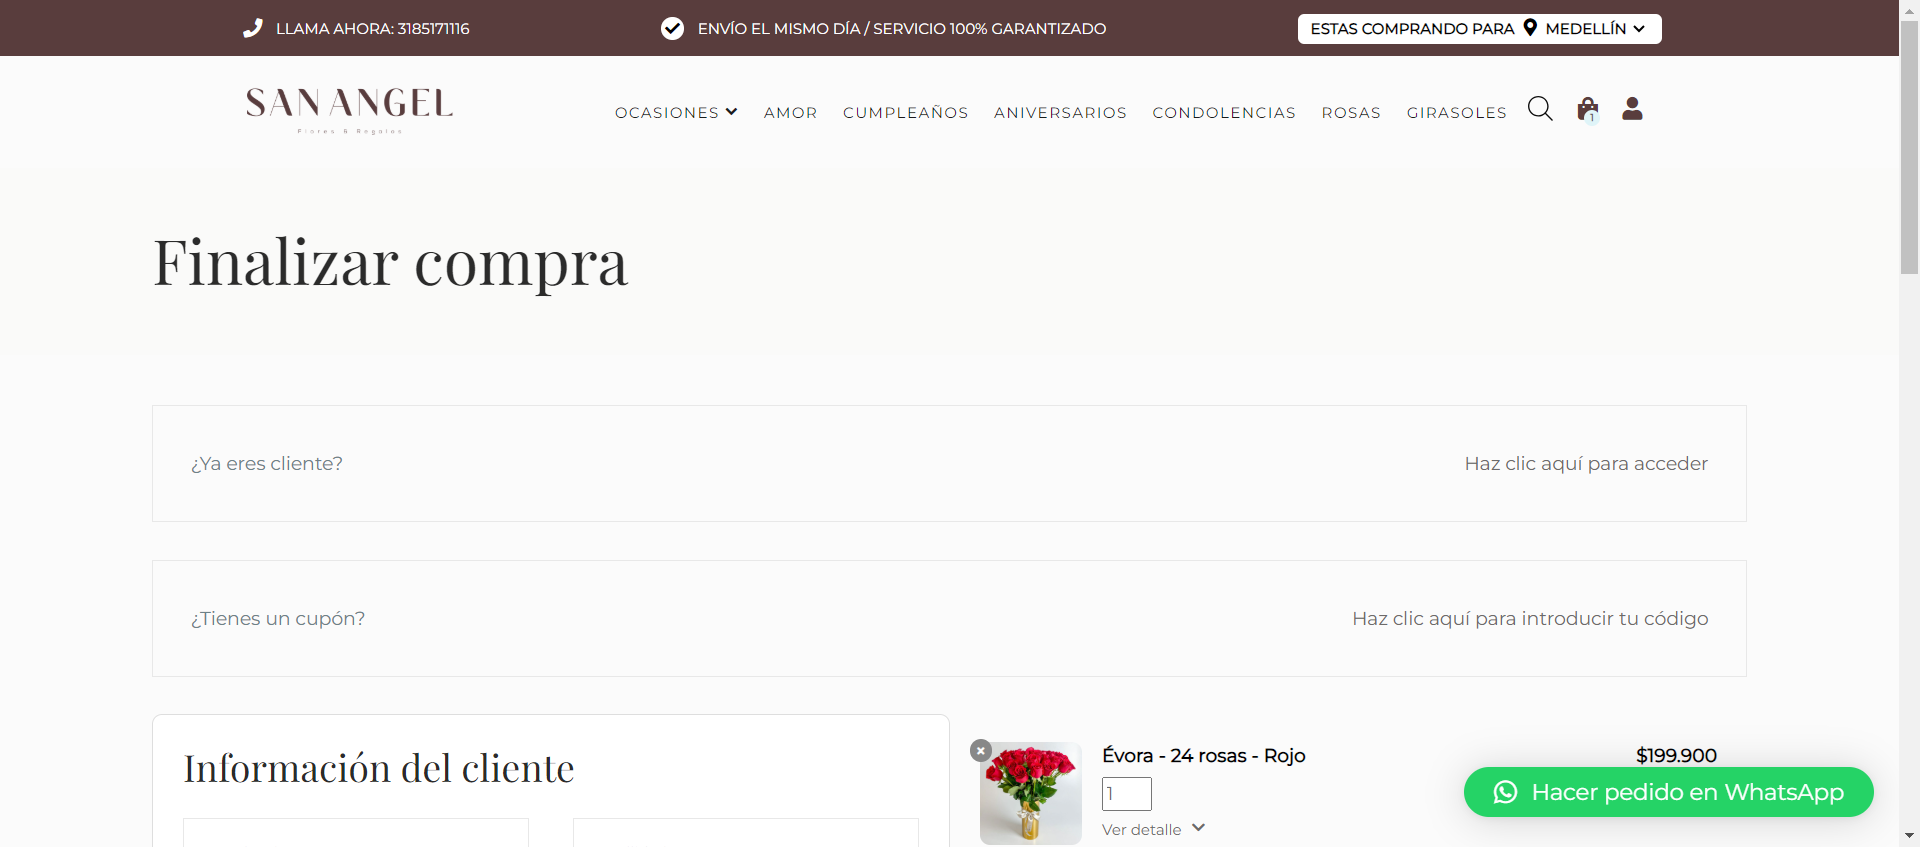 LLAMA AHORA: 3185171116
ENVÍO EL MISMO DÍA / SERVICIO 100% GARANTIZADO
ESTAS COMPRANDO PARA MEDELLÍN
SAN ANGEL
Flores & Regalos
OCASIONES
AMOR
CUMPLEAÑOS
ANIVERSARIOS
CONDOLENCIAS
ROSAS
GIRASOLES
1
Finalizar compra
¿Ya eres cliente?
Haz clic aquí para acceder
¿Tienes un cupón?
Haz clic aquí para introducir tu código
Información del cliente
Évora - 24 rosas - Rojo
$199.900
1
Ver detalle
Hacer pedido en WhatsApp